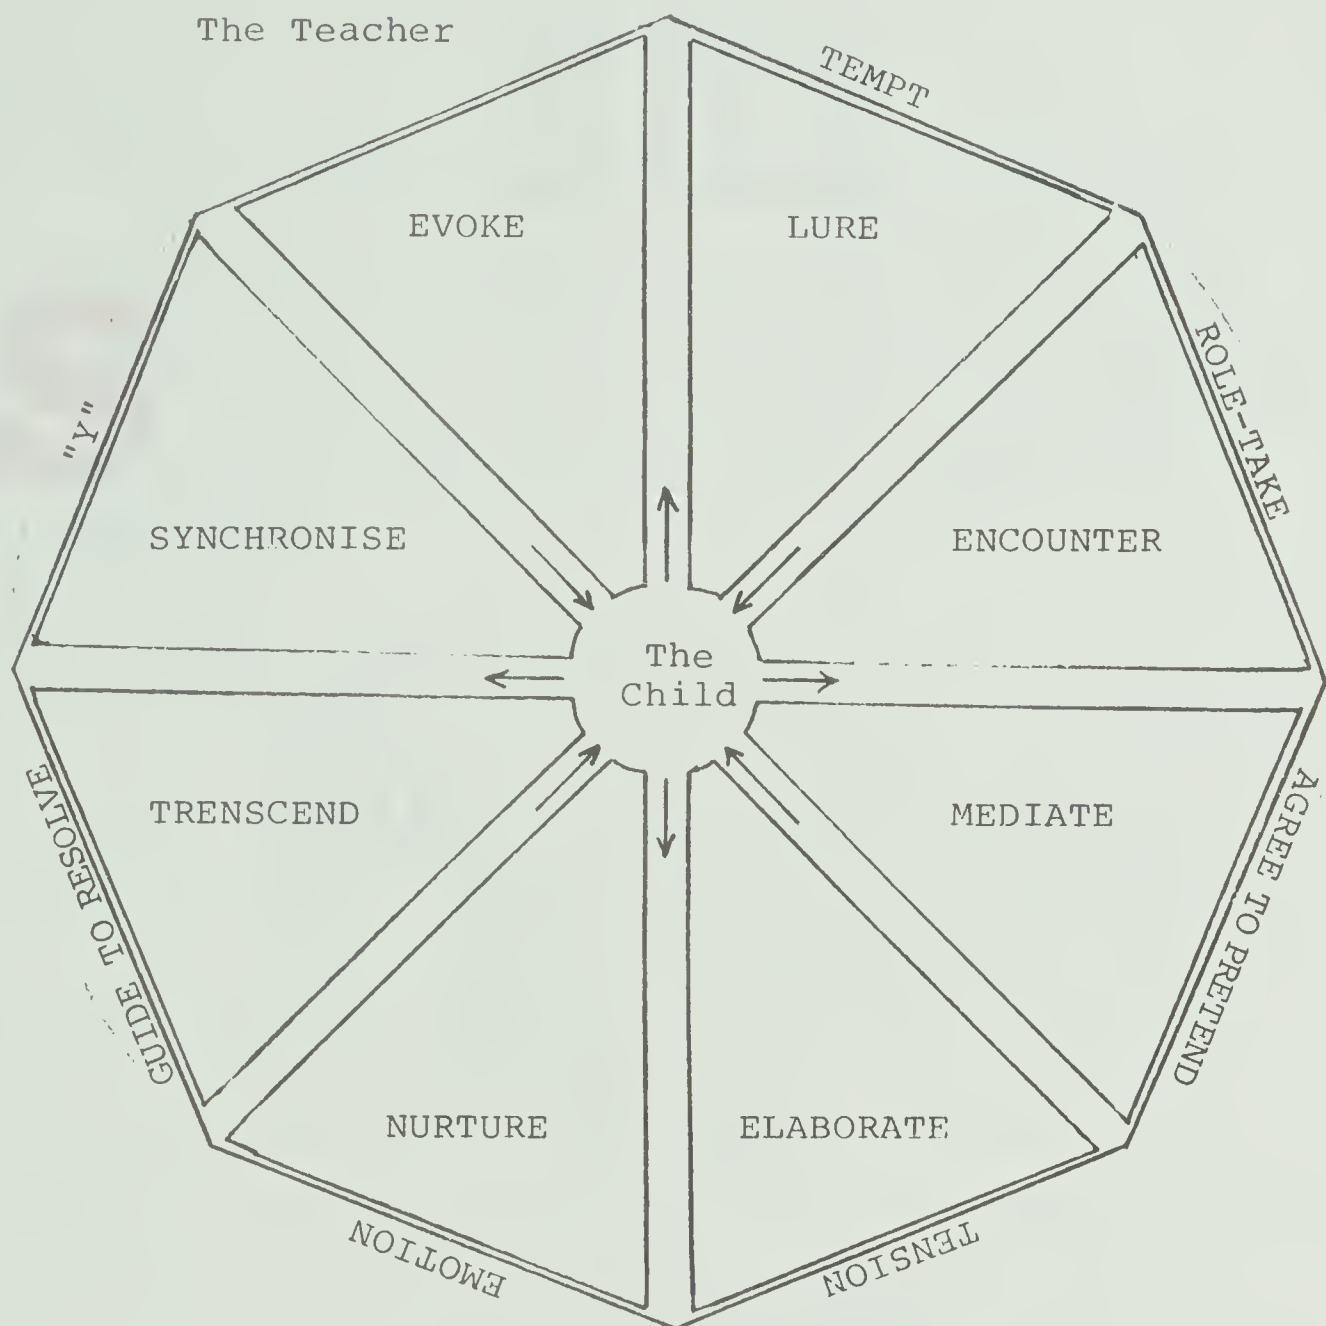 The Teacher
TEMPT
EVOKE
LURE
ROLE-TAKE
"Y"
SYNCHRONISE
ENCOUNTER
The
Child
TRENSCEND
MEDIATE
GUIDE TO RESOLVE
AGREE TO PRETEND
NURTURE
ELABORATE
EMOTION
TENSION